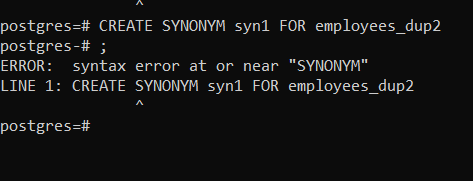 ^
postgres=# CREATE SYNONYM syn1 FOR employees_dup2
postgres-# ;
ERROR:  syntax error at or near "SYNONYM"
LINE 1: CREATE SYNONYM syn1 FOR employees_dup2
^
postgres=#